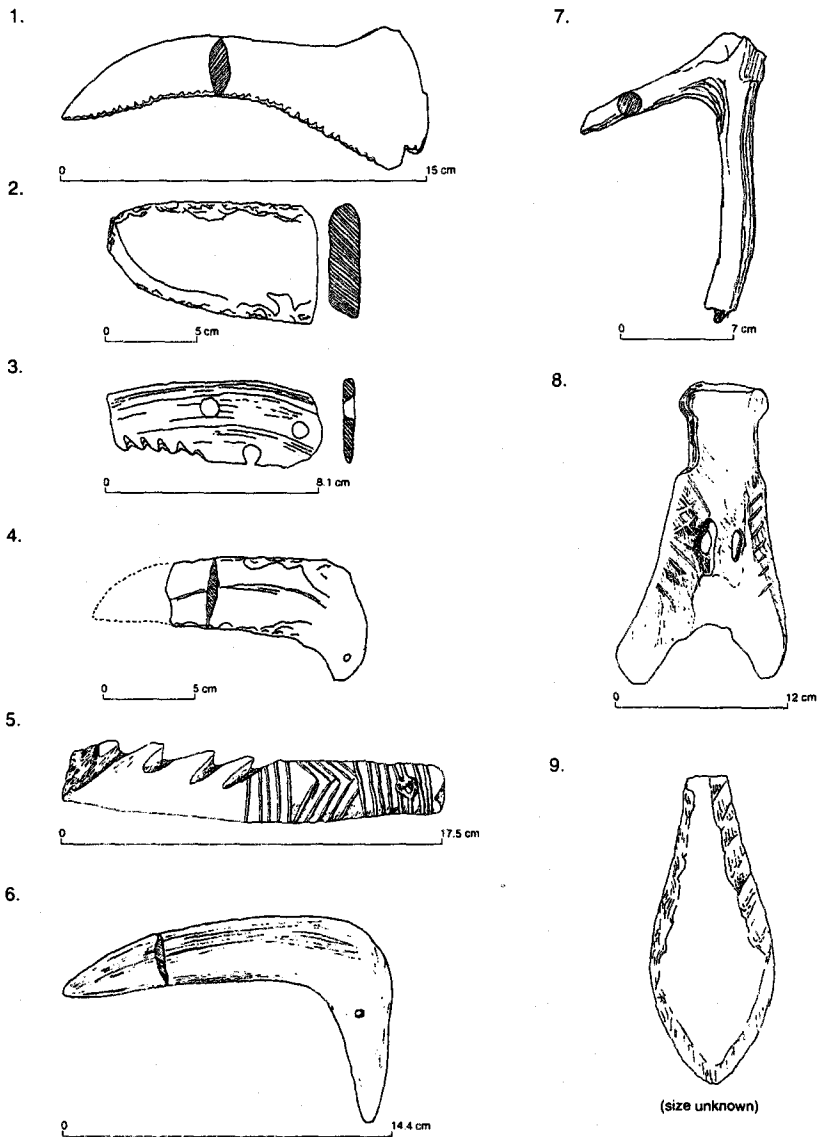 1.
0 15 cm
2.
0 5 cm
3.
0 8.1 cm
4.
0 5 cm
5.
0 17.5 cm
6.
0 14.4 cm
7.
0 7 cm
8.
0 12 cm
9.
(size unknown)